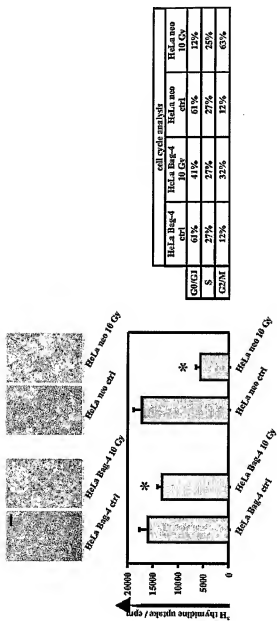 HeLa Bag-4 ctrl
HeLa Bag-4 10 Gy
HeLa neo ctrl
HeLa neo 10 Gy
³H thymidine uptake / cpm
20000
15000
10000
5000
0
*
*
HeLa Bag-4 ctrl
HeLa Bag-4 10 Gy
HeLa neo ctrl
HeLa neo 10 Gy
cell cycle analysis
HeLa Bag-4 ctrl HeLa Bag-4 10 Gy HeLa neo ctrl HeLa neo 10 Gy
G0/G1 61% 41% 61% 12%
S 27% 27% 27% 25%
G2/M 12% 32% 12% 63%